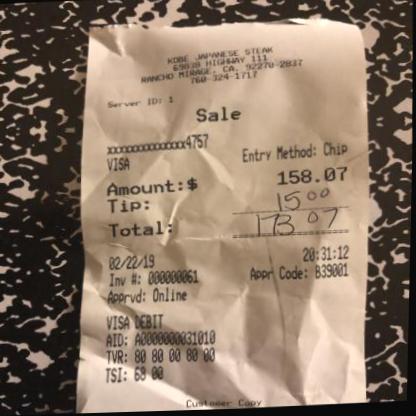 KOBE JAPANESE STEAK
69838 HIGHWAY 111
RANCHO MIRAGE, CA. 92270-2837
760-324-1717
Server ID: 1
Sale
xxxxxxxxxxxxxx4757
VISA
Entry Method: Chip
Amount:$ 158.07
Tip: 15 00
Total: 173 07
02/22/19 20:31:12
Inv #: 000000061 Appr Code: B39001
Apprvd: Online
VISA DEBIT
AID: A0000000031010
TVR: 80 80 00 80 00
TSI: 68 00
Customer Copy